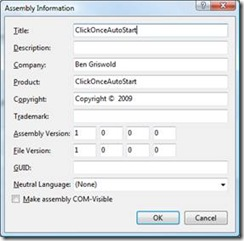 Assembly Information
Title: ClickOnceAutoStart
Description:
Company: Ben Griswold
Product: ClickOnceAutoStart
Copyright: Copyright © 2009
Trademark:
Assembly Version: 1 0 0 0
File Version: 1 0 0 0
GUID:
Neutral Language: (None)
Make assembly COM-Visible
OK Cancel